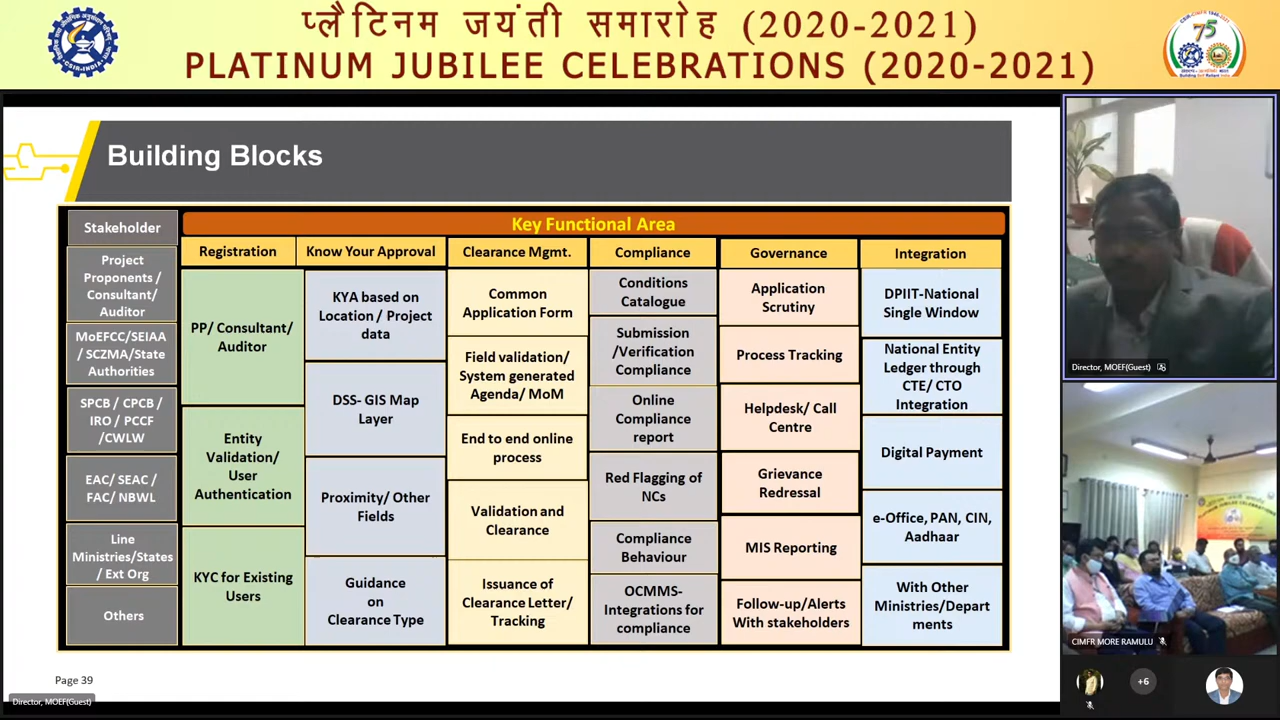 प्लैटिनम जयंती समारोह (2020-2021)
PLATINUM JUBILEE CELEBRATIONS (2020-2021)
CSIR-INDIA
75
Building Blocks
Stakeholder
Project
Proponents /
Consultant/
Auditor
MoEFCC/SEIAA
/ SCZMA/State
Authorities
SPCB / CPCB /
IRO / PCCF
/CWLW
EAC/ SEAC /
FAC/ NBWL
Line
Ministries/States
/ Ext Org
Others
Key Functional Area
Registration
PP/ Consultant/
Auditor
Entity
Validation/
User
Authentication
KYC for Existing
Users
Know Your Approval
KYA based on
Location / Project
data
DSS- GIS Map
Layer
Proximity/ Other
Fields
Guidance
on
Clearance Type
Clearance Mgmt.
Common
Application Form
Field validation/
System generated
Agenda/ MoM
End to end online
process
Validation and
Clearance
Issuance of
Clearance Letter/
Tracking
Compliance
Conditions
Catalogue
Submission
/Verification
Compliance
Online
Compliance
report
Red Flagging of
NCs
Compliance
Behaviour
OCMMS-
Integrations for
compliance
Governance
Application
Scrutiny
Process Tracking
Helpdesk/ Call
Centre
Grievance
Redressal
MIS Reporting
Follow-up/Alerts
With stakeholders
Integration
DPIIT-National
Single Window
National Entity
Ledger through
CTE/ CTO
Integration
Digital Payment
e-Office, PAN, CIN,
Aadhaar
With Other
Ministries/Depart
ments
Page 39
Director, MOEF(Guest)
Director, MOEF(Guest)
PLATINUM JUBILEE CELEBRATIONS
CIMFR MORE RAMULU
+6